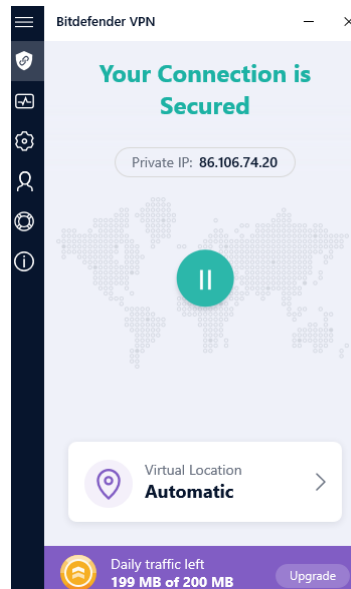 Bitdefender VPN
Your Connection is
Secured
Private IP: 86.106.74.20
Virtual Location
Automatic
Daily traffic left
199 MB of 200 MB
Upgrade